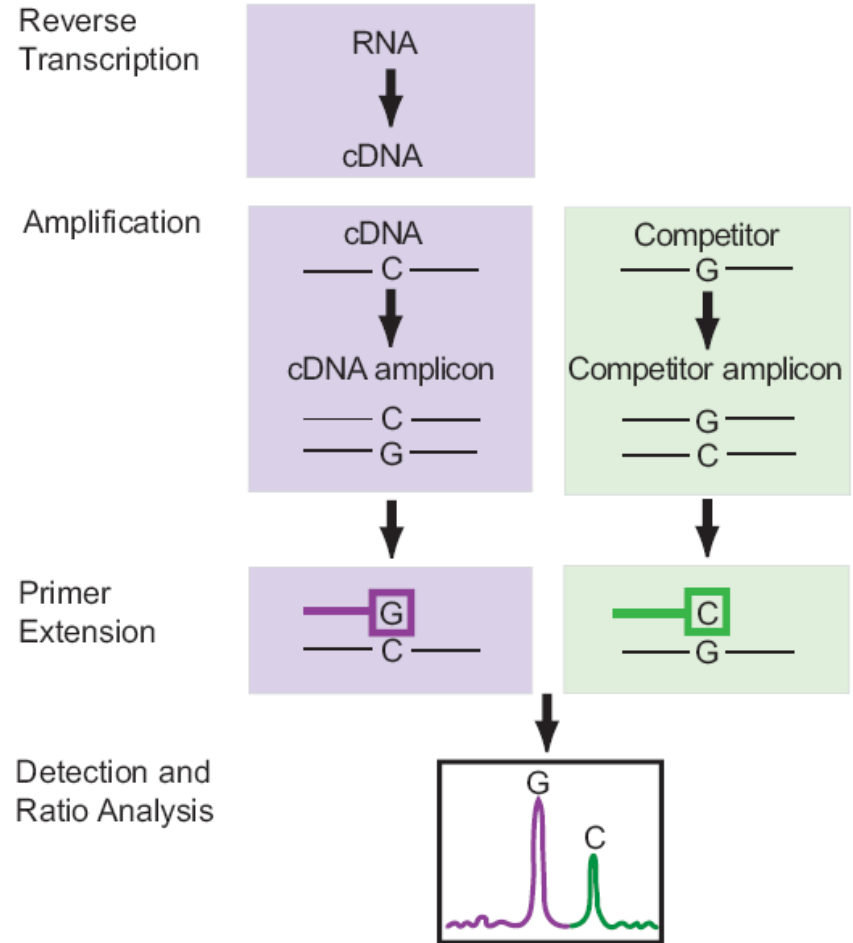 Reverse
Transcription
RNA
cDNA
Amplification
cDNA
C
cDNA amplicon
C
G
Competitor
G
Competitor amplicon
G
C
Primer
Extension
G
C
C
G
Detection and
Ratio Analysis
G
C